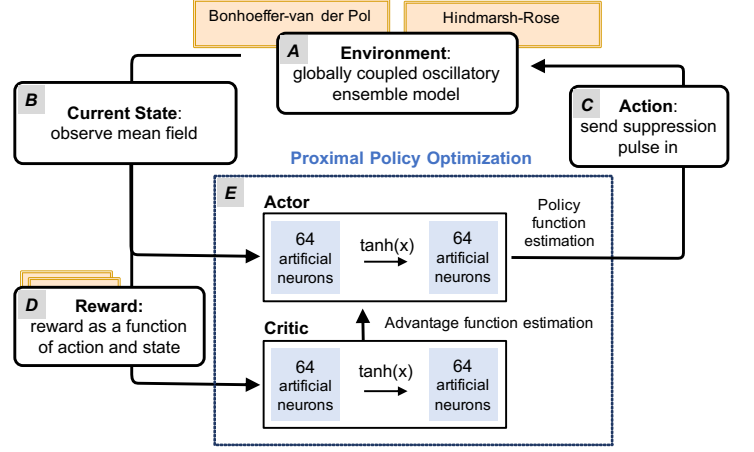 Bonhoeffer-van der Pol
Hindmarsh-Rose
A
Environment:
globally coupled oscillatory
ensemble model
B
Current State:
observe mean field
C
Action:
send suppression
pulse in
Proximal Policy Optimization
E
Actor
64
artificial
neurons
tanh(x)
64
artificial
neurons
Policy
function
estimation
D
Reward:
reward as a function
of action and state
Advantage function estimation
Critic
64
artificial
neurons
tanh(x)
64
artificial
neurons